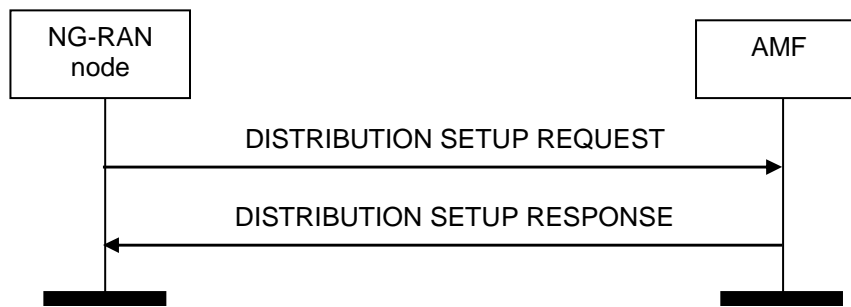 NG-RAN
node
AMF
DISTRIBUTION SETUP REQUEST
DISTRIBUTION SETUP RESPONSE